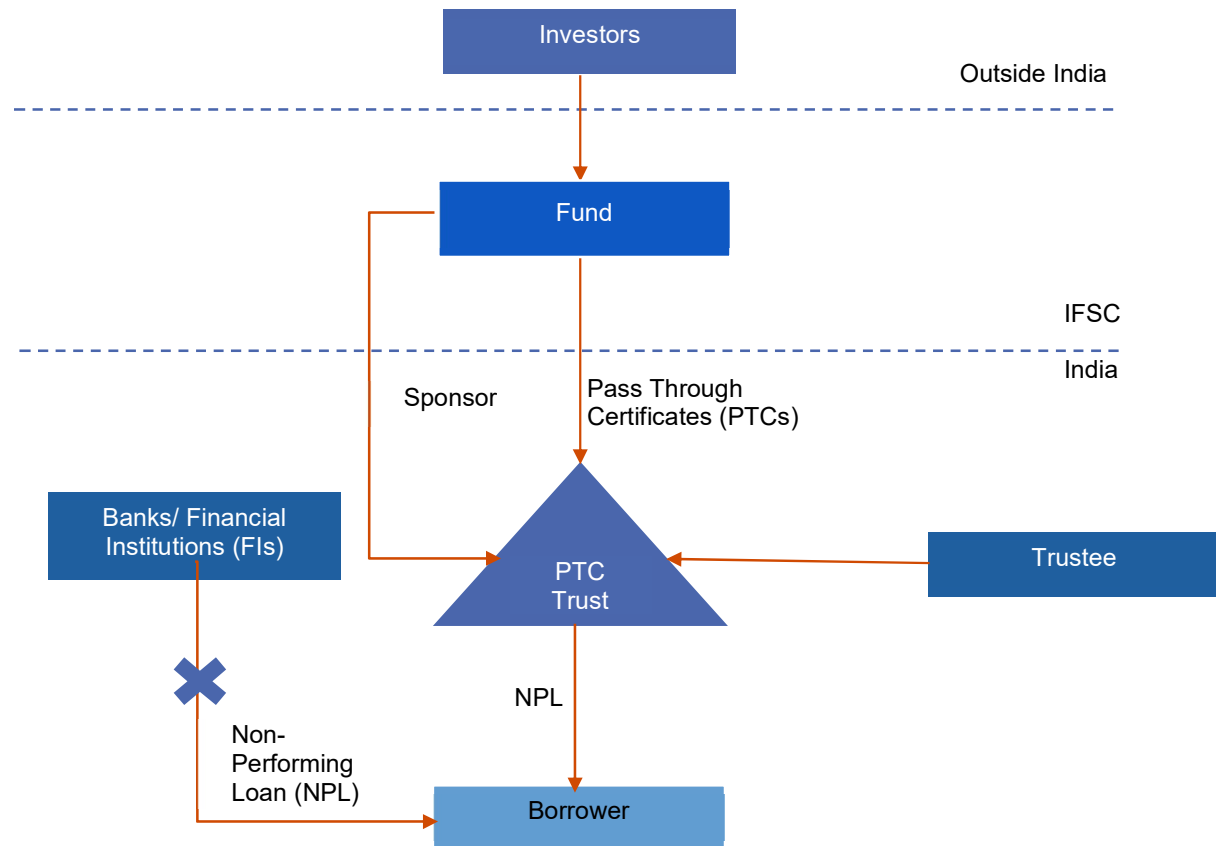 Investors
Outside India
Fund
IFSC
India
Sponsor
Pass Through
Certificates (PTCs)
Banks/ Financial
Institutions (FIs)
Trustee
PTC
Trust
NPL
Non-
Performing
Loan (NPL)
Borrower